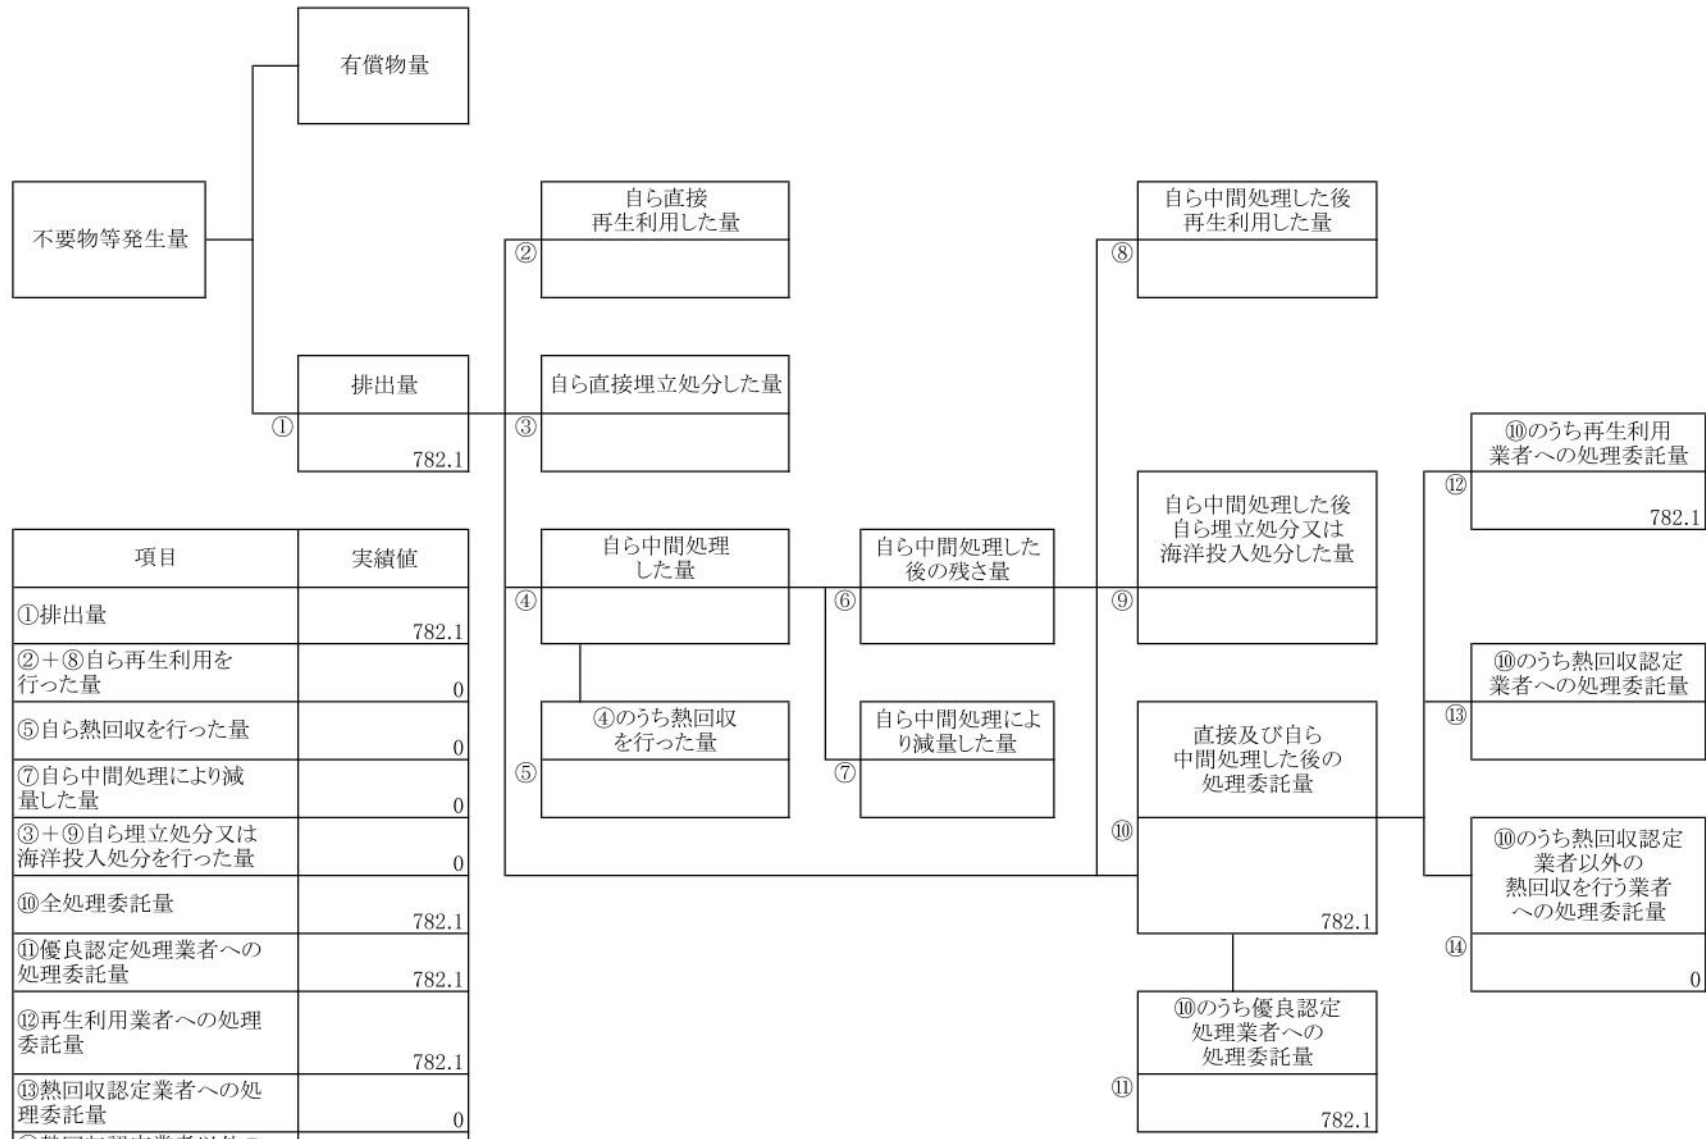 有償物量
不要物等発生量
自ら直接
再生利用した量
②
自ら中間処理した後
再生利用した量
⑧
排出量
①
782.1
自ら直接埋立処分した量
③
⑩のうち再生利用
業者への処理委託量
⑫
782.1
自ら中間処理した後
自ら埋立処分又は
海洋投入処分した量
⑨
自ら中間処理
した量
④
自ら中間処理した
後の残さ量
⑥
⑩のうち熱回収認定
業者への処理委託量
⑬
④のうち熱回収
を行った量
⑤
自ら中間処理によ
り減量した量
⑦
直接及び自ら
中間処理した後の
処理委託量
⑩
782.1
⑩のうち熱回収認定
業者以外の
熱回収を行う業者
への処理委託量
⑭
0
⑩のうち優良認定
処理業者への
処理委託量
⑪
782.1
項目 実績値
①排出量
782.1
②+⑧自ら再生利用を
行った量
0
⑤自ら熱回収を行った量
0
⑦自ら中間処理により減
量した量
0
③+⑨自ら埋立処分又は
海洋投入処分を行った量
0
⑩全処理委託量
782.1
⑪優良認定処理業者への
処理委託量
782.1
⑫再生利用業者への処理
委託量
782.1
⑬熱回収認定業者への処
理委託量
0